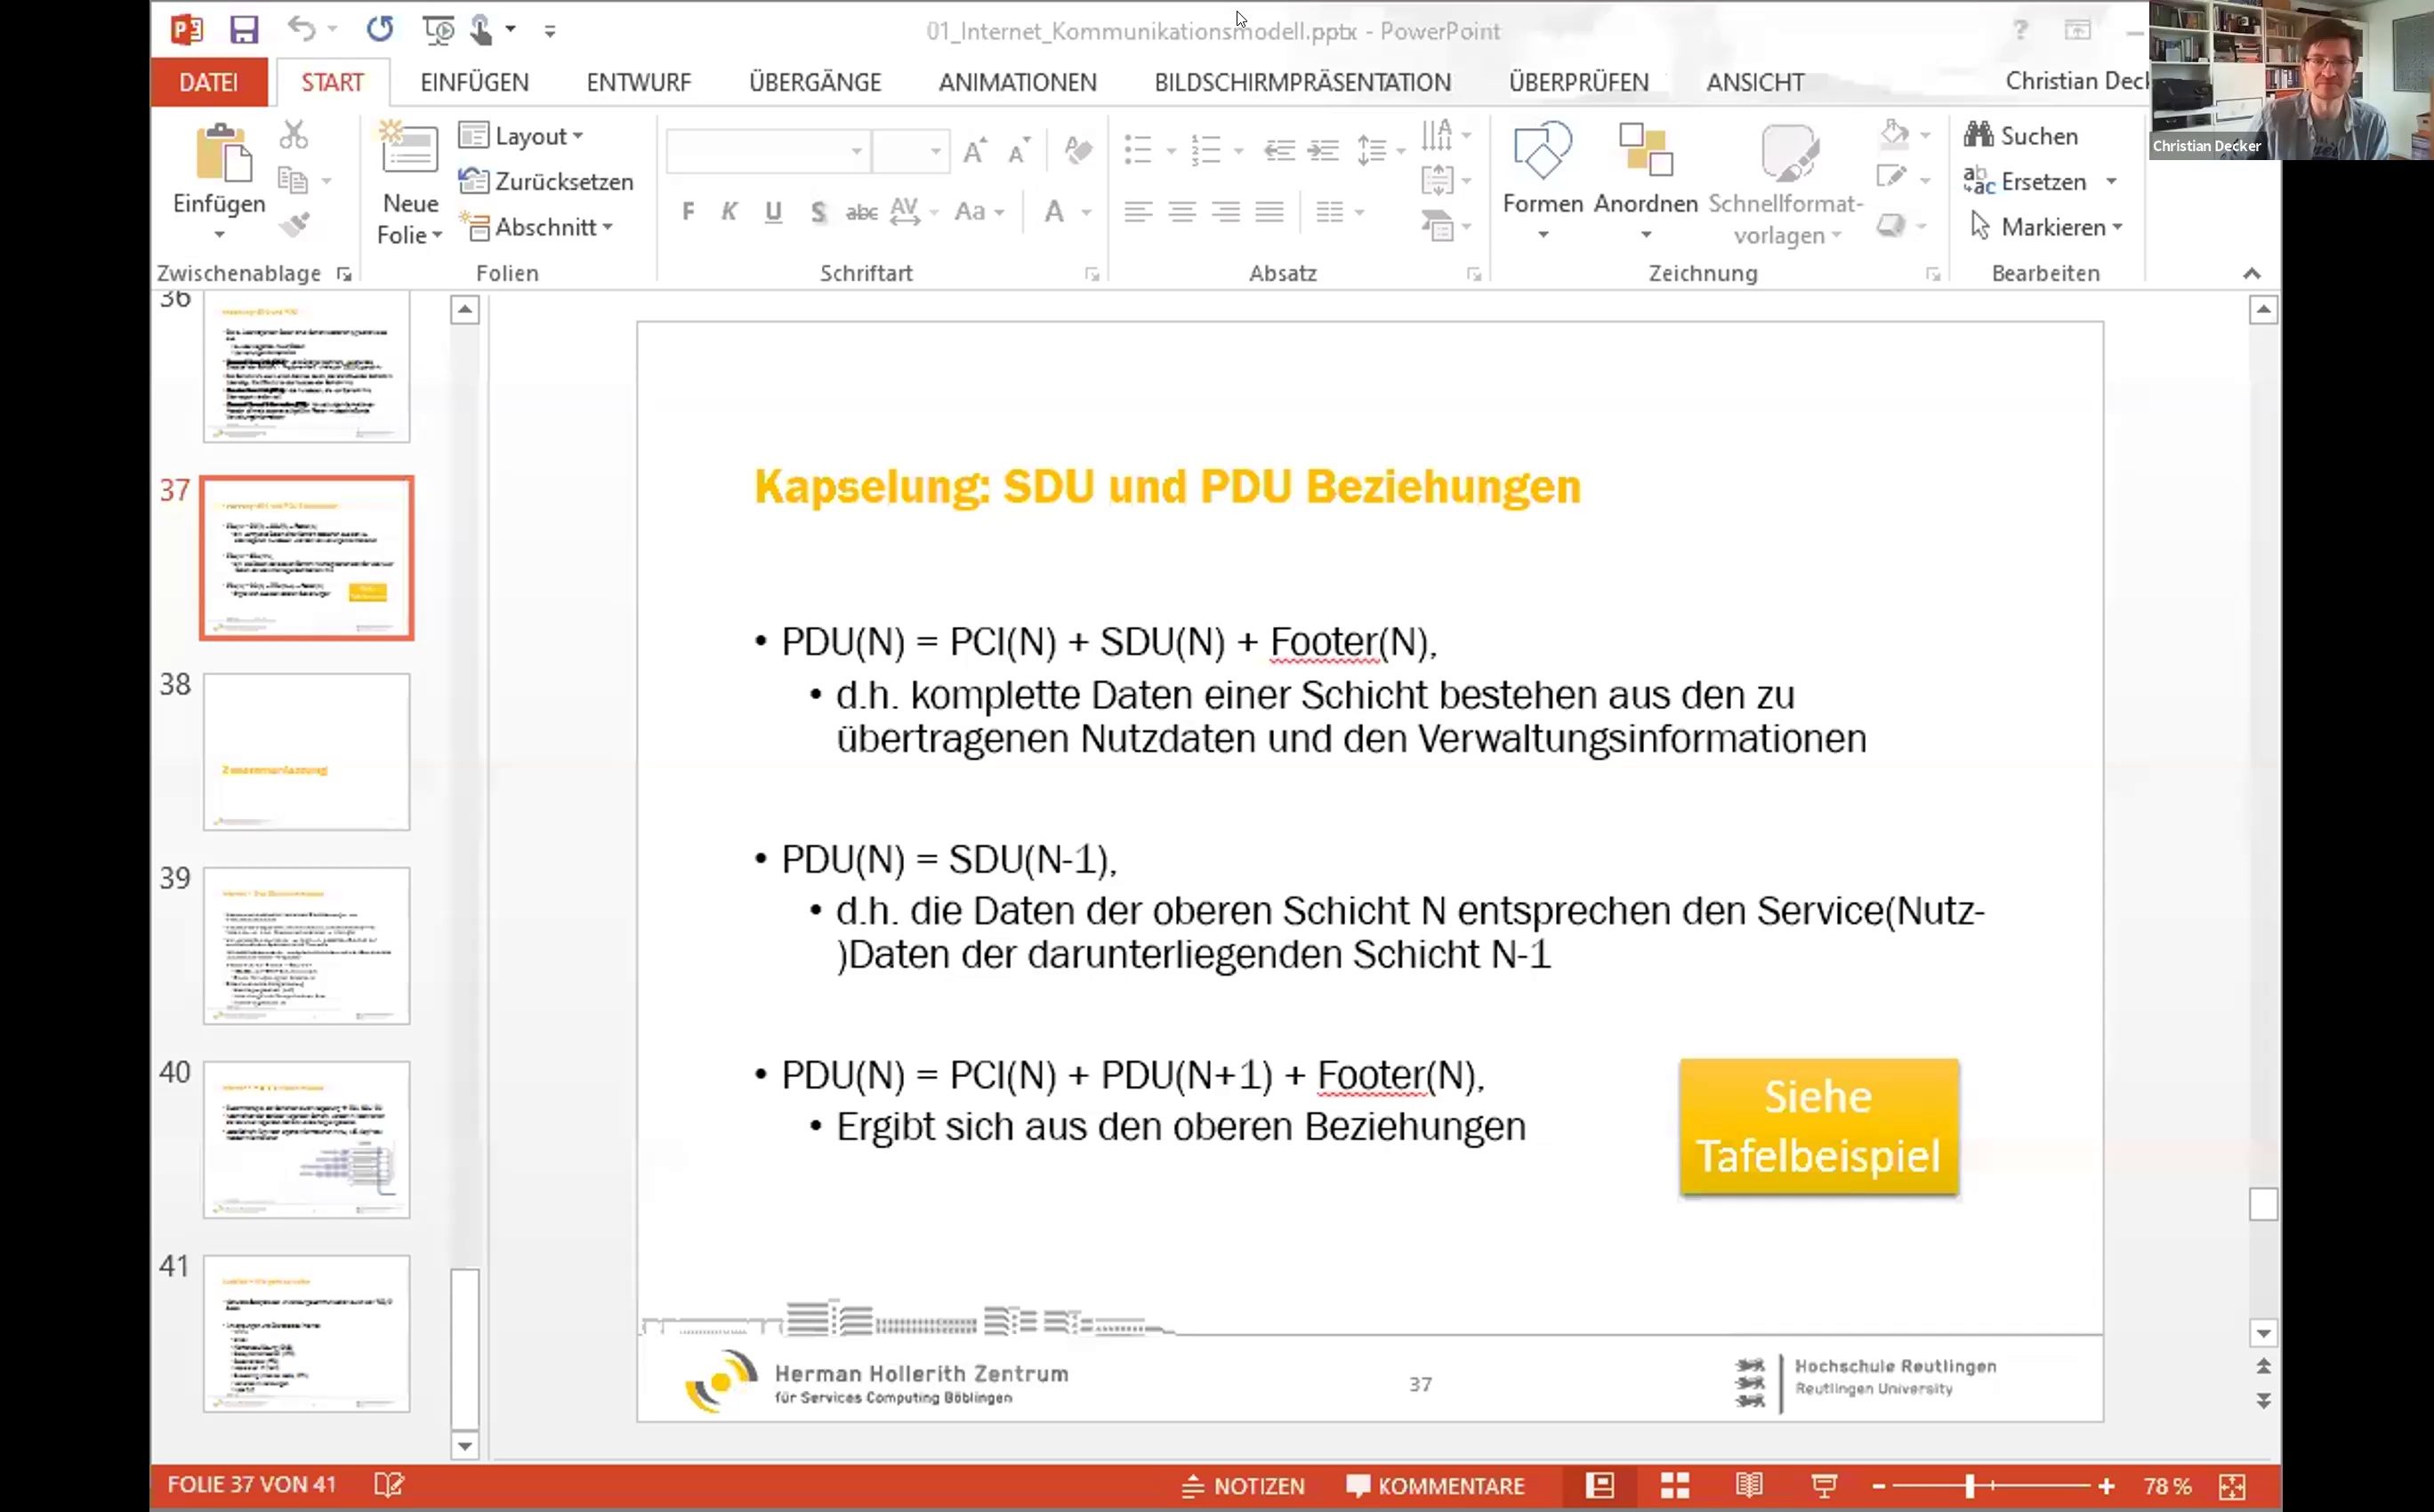 01_Internet_Kommunikationsmodell.pptx - PowerPoint
DATEI START EINFÜGEN ENTWURF ÜBERGÄNGE ANIMATIONEN BILDSCHIRMPRÄSENTATION ÜBERPRÜFEN ANSICHT Christian Deck
Christian Decker
Einfügen
Neue
Folie
Layout
Zurücksetzen
Abschnitt
F K U S abc AV Aa A
Formen Anordnen Schnellformat-
vorlagen
Suchen
Ersetzen
Markieren
Zwischenablage Folien Schriftart Absatz Zeichnung Bearbeiten
36
37
38
39
40
41
Kapselung: SDU und PDU Beziehungen
• PDU(N) = PCI(N) + SDU(N) + Footer(N),
• d.h. komplette Daten einer Schicht bestehen aus den zu
übertragenen Nutzdaten und den Verwaltungsinformationen
• PDU(N) = SDU(N-1),
• d.h. die Daten der oberen Schicht N entsprechen den Service(Nutz-
)Daten der darunterliegenden Schicht N-1
• PDU(N) = PCI(N) + PDU(N+1) + Footer(N),
• Ergibt sich aus den oberen Beziehungen
Siehe
Tafelbeispiel
Herman Hollerith Zentrum
für Services Computing Böblingen
37
Hochschule Reutlingen
Reutlingen University
FOLIE 37 VON 41 NOTIZEN KOMMENTARE 78 %